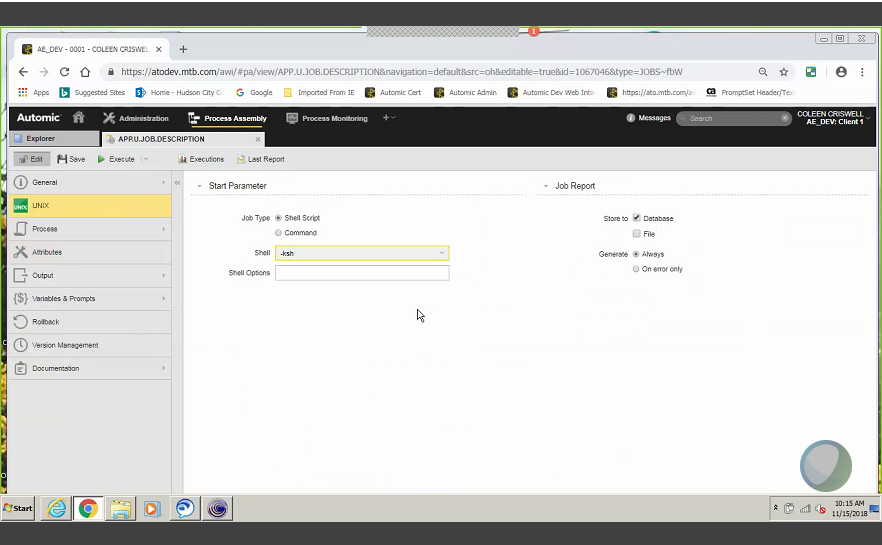 1
AE_DEV - 0001 - COLEEN CRISWELL
https://atodev.mtb.com/awi/#pa/view/APP.U.JOB.DESCRIPTION&navigation=default&src=oh&editable=true&id=1067046&type=JOBS~fbW
Apps Suggested Sites Home - Hudson City Co Google Imported From IE Automic Cert Automic Admin Automic Dev Web Inte https://ato.mtb.com/a PromptSet Header/Tex
Automic Administration Process Assembly Process Monitoring Messages Search COLEEN CRISWELL
AE_DEV: Client 1
Explorer APP.U.JOB.DESCRIPTION
Edit Save Execute Executions Last Report
General
UNIX UNIX
Process
Attributes
Output
Variables & Prompts
Rollback
Version Management
Documentation
Start Parameter
Job Type Shell Script
Command
Shell -ksh
Shell Options
Job Report
Store to Database
File
Generate Always
On error only
Start
10:15 AM
11/15/2018